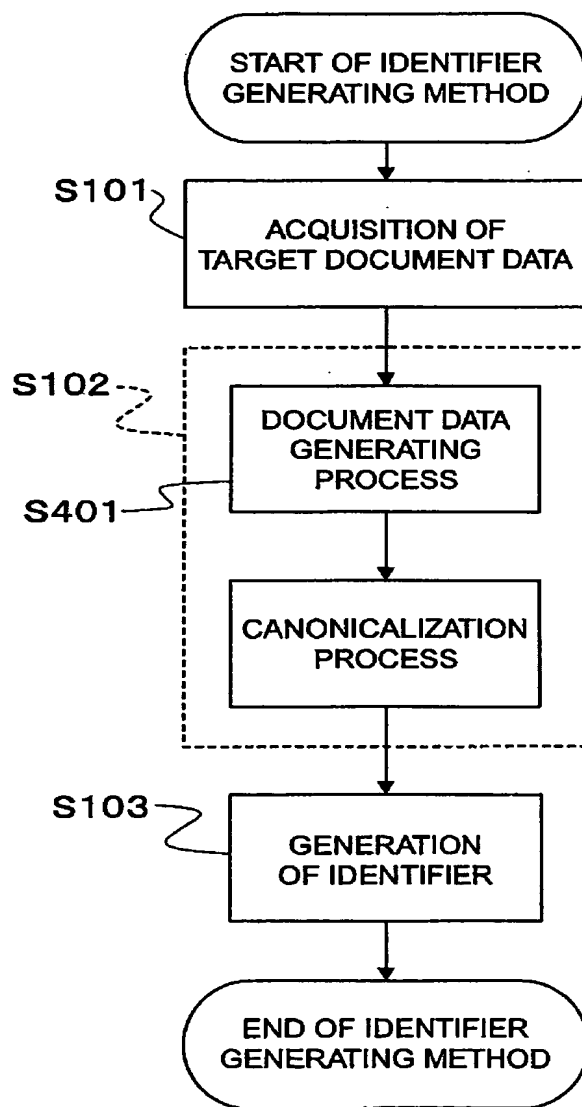 START OF IDENTIFIER
GENERATING METHOD
S101
ACQUISITION OF
TARGET DOCUMENT DATA
S102
DOCUMENT DATA
GENERATING
PROCESS
S401
CANONICALIZATION
PROCESS
S103
GENERATION
OF IDENTIFIER
END OF IDENTIFIER
GENERATING METHOD